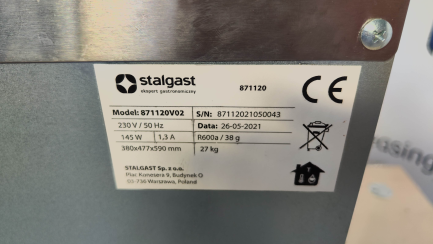 stalgast
ekspert gastronomiczny
871120
CE
Model: 871120V02
S/N: 87112021050043
230 V / 50 Hz
Data: 26-05-2021
145 W
1,3 A
R600a / 38 g
380x477x590 mm
27 kg
STALGAST Sp. z o.o.
Plac Konesera 9, Budynek O
03-736 Warszawa, Poland